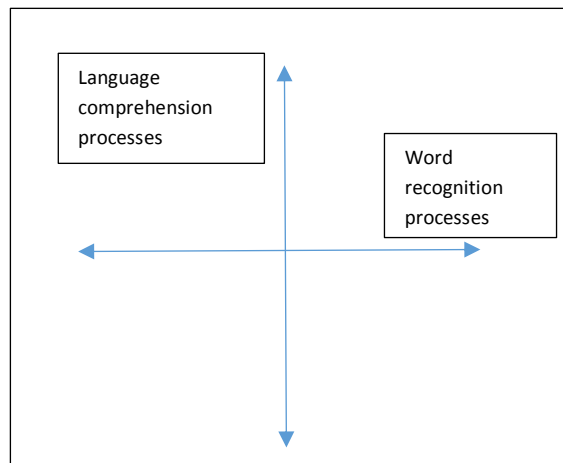 Language
comprehension
processes
Word
recognition
processes